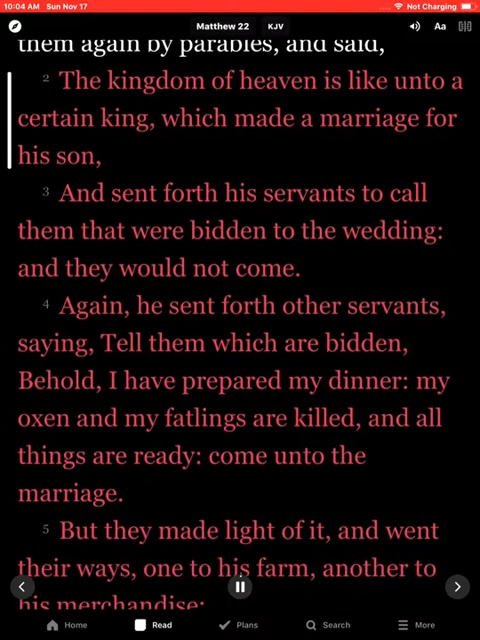 10:04 AM Sun Nov 17
Not Charging
Matthew 22 KJV
Aa
them again by parables, and said,
2 The kingdom of heaven is like unto a
certain king, which made a marriage for
his son,
3 And sent forth his servants to call
them that were bidden to the wedding:
and they would not come.
4 Again, he sent forth other servants,
saying, Tell them which are bidden,
Behold, I have prepared my dinner: my
oxen and my fatlings are killed, and all
things are ready: come unto the
marriage.
5 But they made light of it, and went
their ways, one to his farm, another to
his merchandise:
Home Read Plans Search More